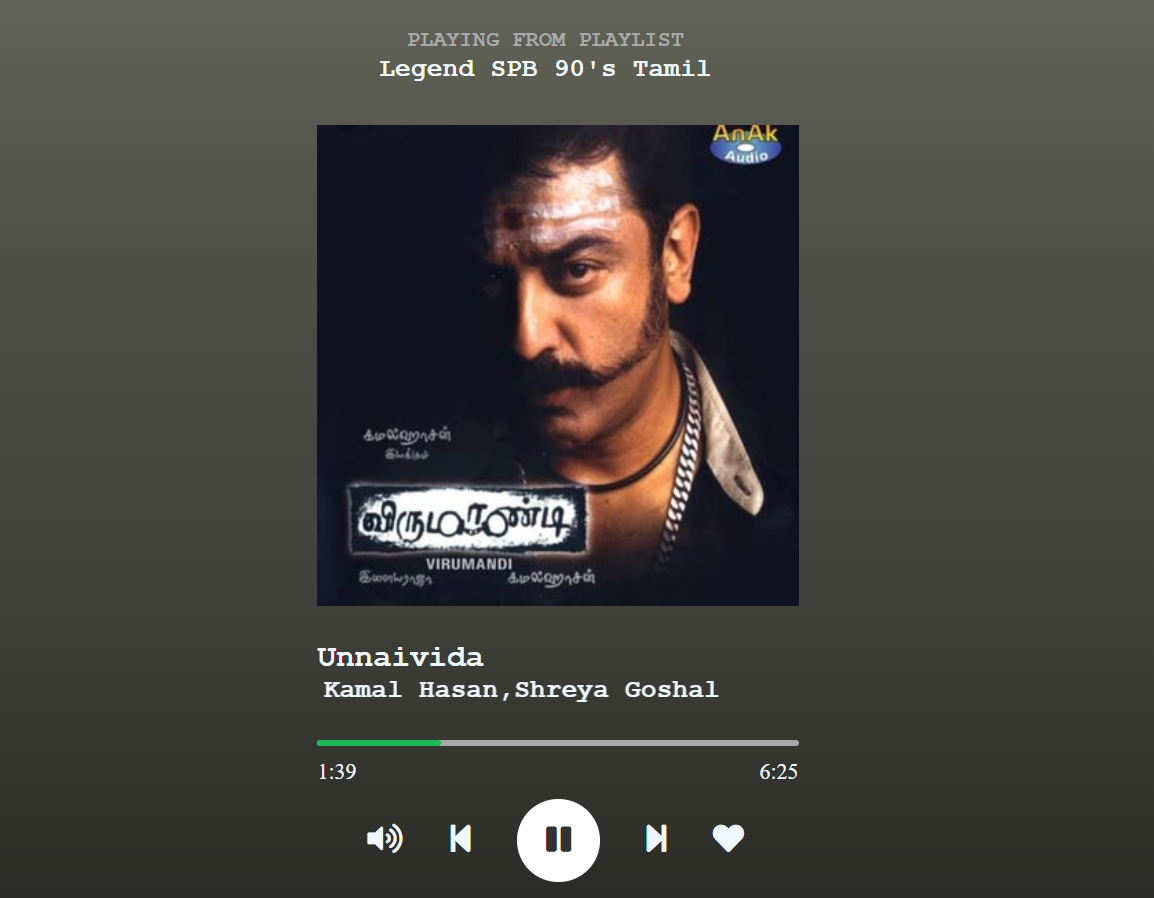 PLAYING FROM PLAYLIST
Legend SPB 90's Tamil
AnAk
Audio
கமல்ஹாசன்
இயக்கும்
விருமாண்டி
VIRUMANDI
இளையராஜா கமல்ஹாசன்
Unnaivida
Kamal Hasan,Shreya Goshal
1:39 6:25